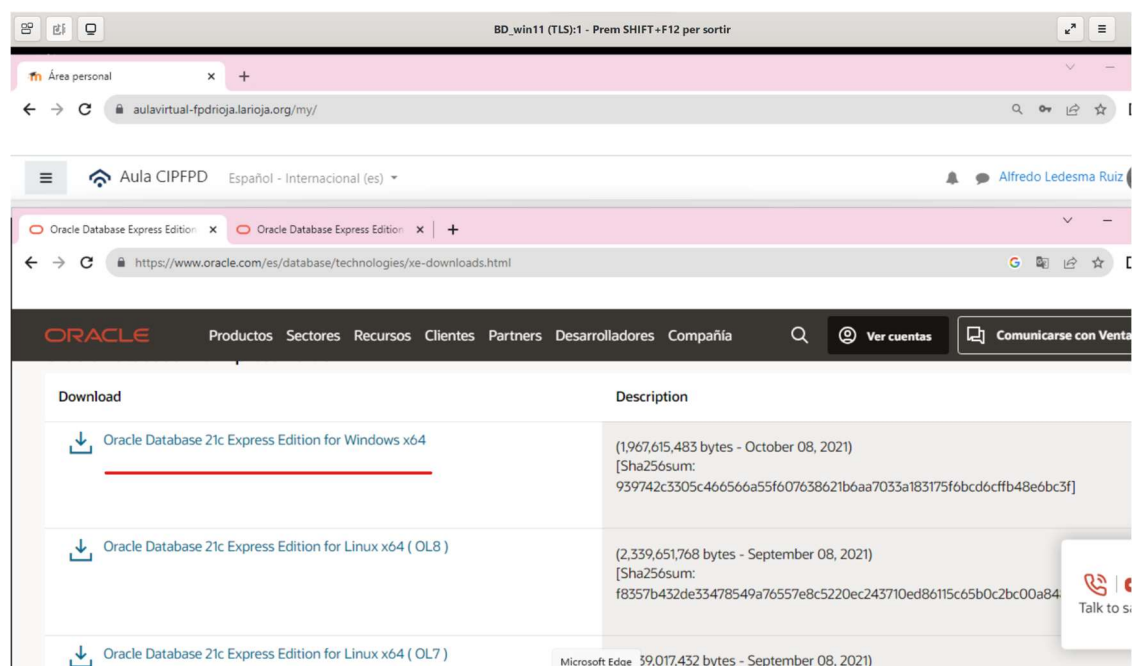 BD_win11 (TLS):1 - Prem SHIFT+F12 per sortir
Área personal
aulavirtual-fpdrioja.larioja.org/my/
Aula CIPFPD Español - Internacional (es) Alfredo Ledesma Ruiz
Oracle Database Express Edition Oracle Database Express Edition
https://www.oracle.com/es/database/technologies/xe-downloads.html
ORACLE Productos Sectores Recursos Clientes Partners Desarrolladores Compañía Ver cuentas Comunicarse con Venta
Download Description
Oracle Database 21c Express Edition for Windows x64
(1,967,615,483 bytes - October 08, 2021)
[Sha256sum:
939742c3305c466566a55f607638621b6aa7033a183175f6bcd6cffb48e6bc3f]
Oracle Database 21c Express Edition for Linux x64 ( OL8 )
(2,339,651,768 bytes - September 08, 2021)
[Sha256sum:
f8357b432de33478549a76557e8c5220ec243710ed86115c65b0c2bc00a84
Talk to sa
Oracle Database 21c Express Edition for Linux x64 ( OL7 )
Microsoft Edge 39,017,432 bytes - September 08, 2021)